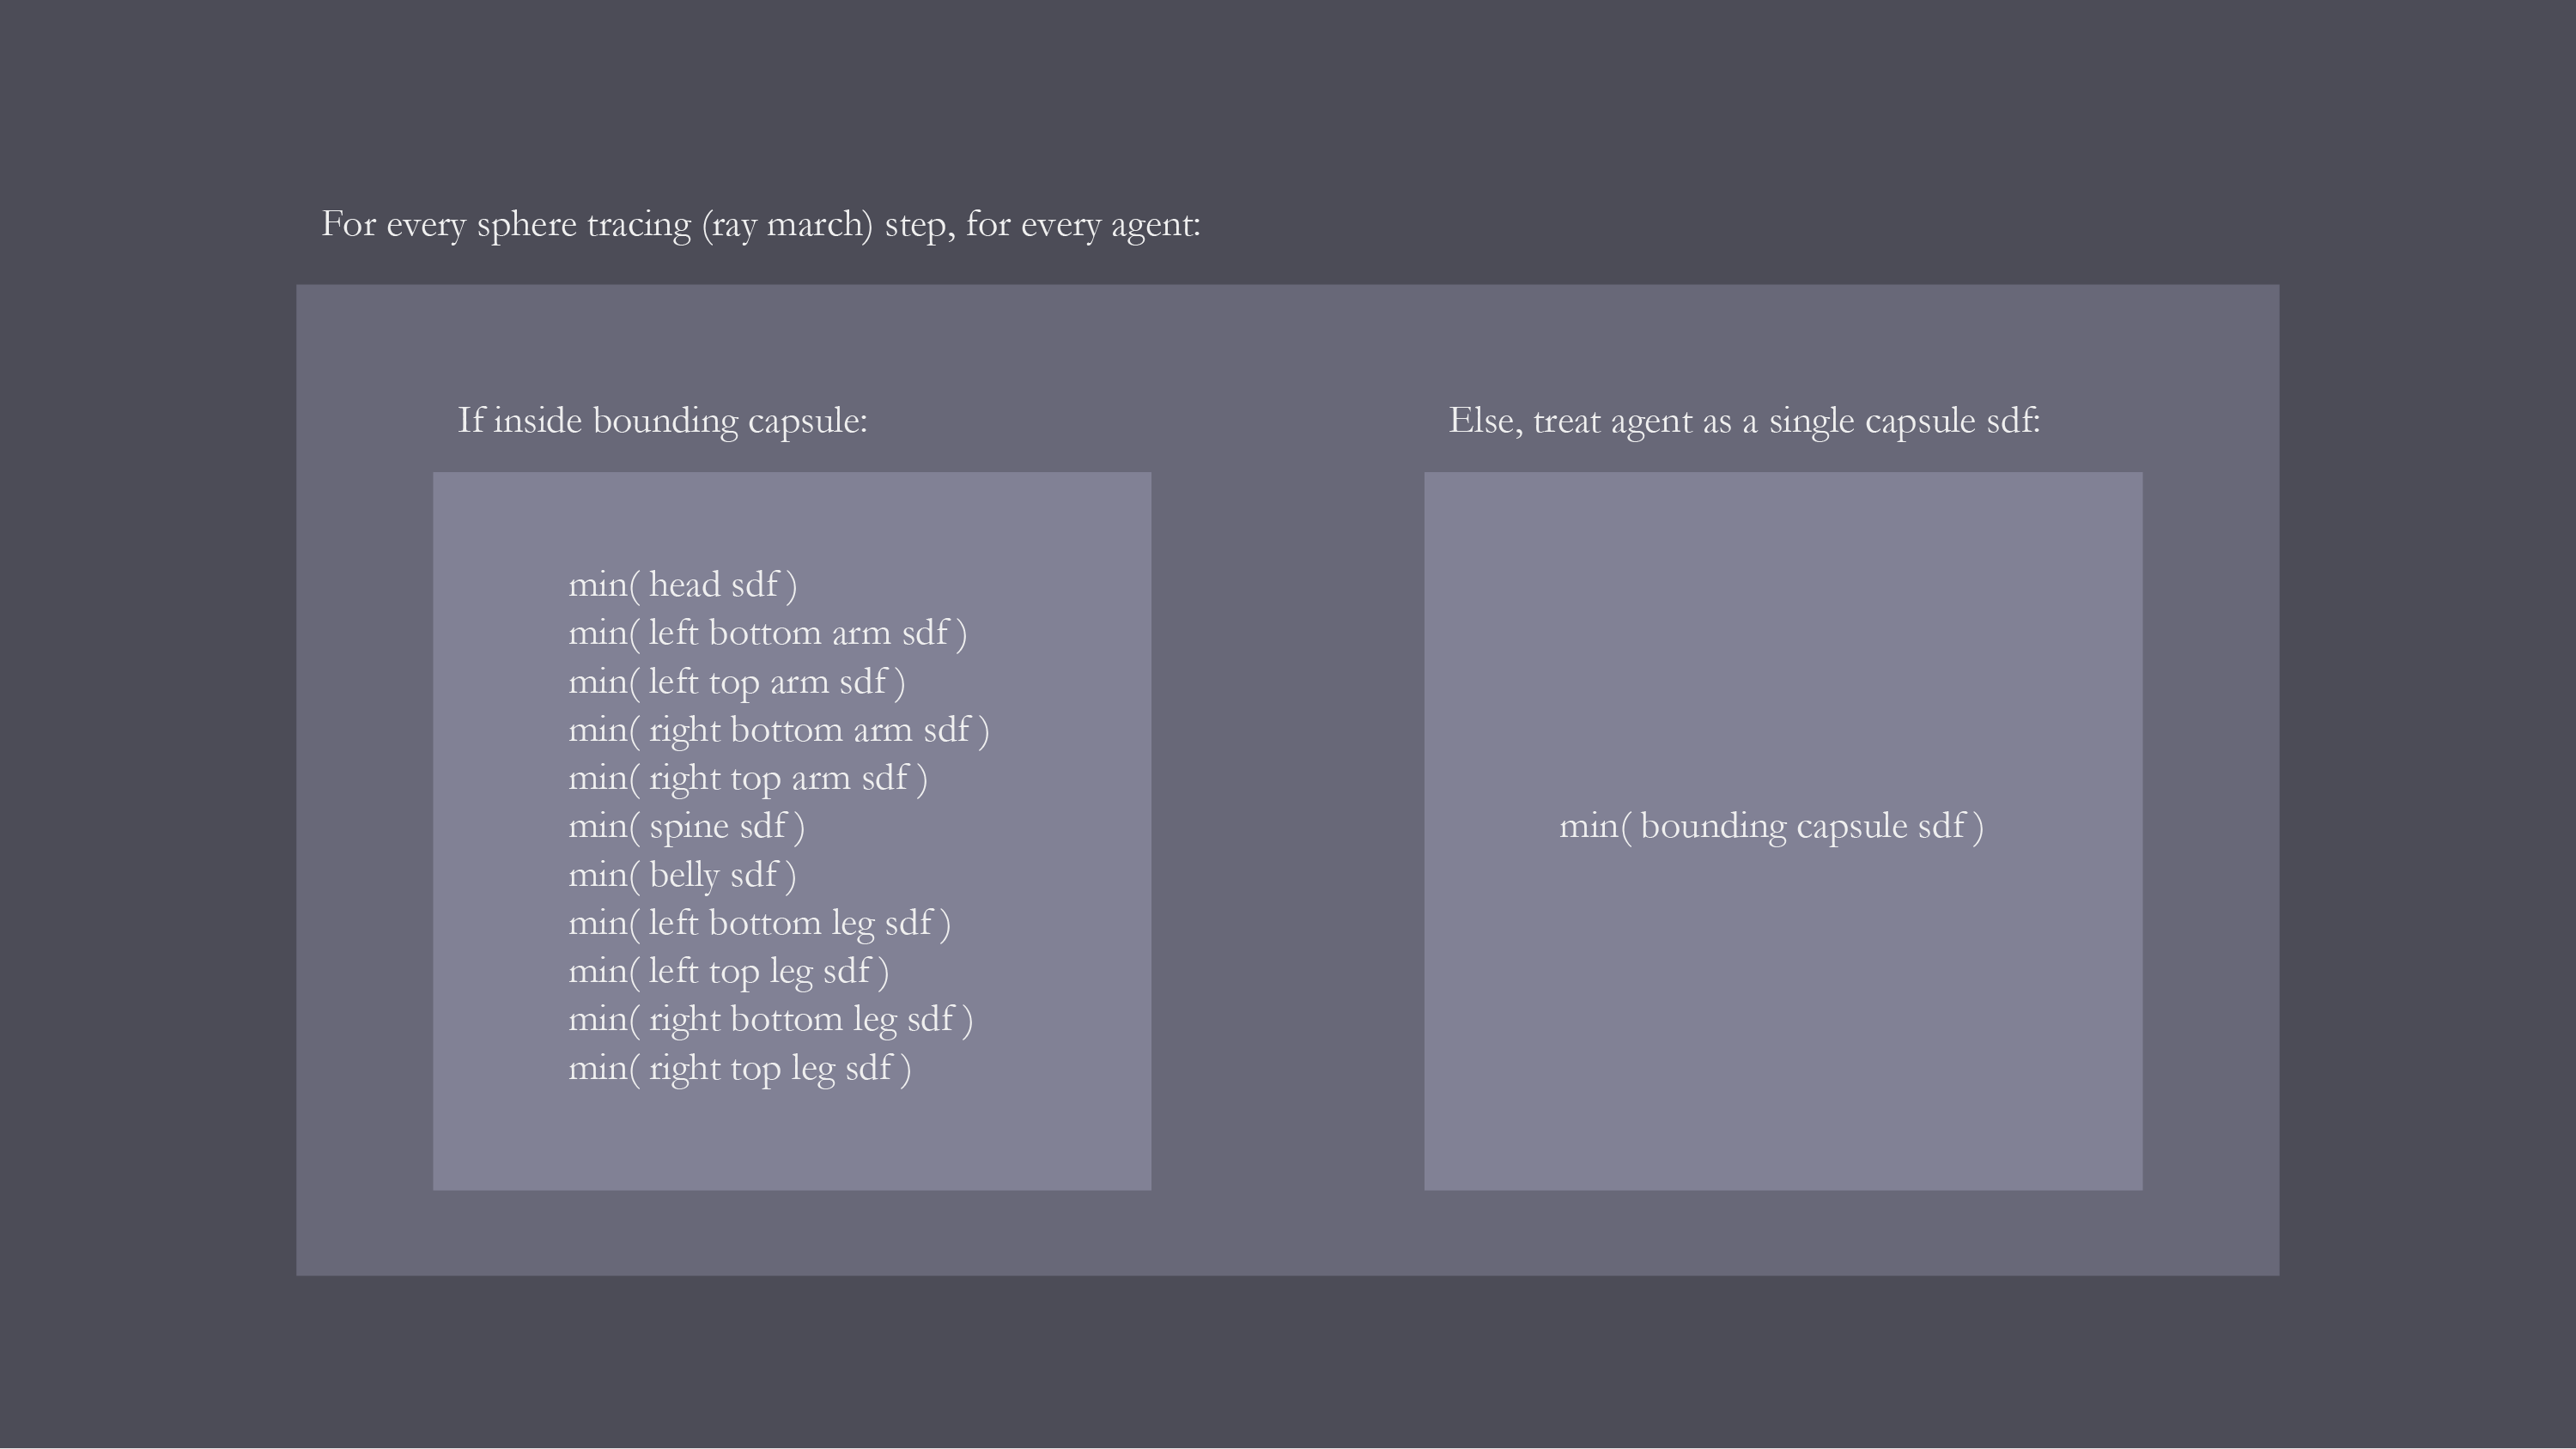 For every sphere tracing (ray march) step, for every agent:
If inside bounding capsule:
min( head sdf )
min( left bottom arm sdf )
min( left top arm sdf )
min( right bottom arm sdf )
min( right top arm sdf )
min( spine sdf )
min( belly sdf )
min( left bottom leg sdf )
min( left top leg sdf )
min( right bottom leg sdf )
min( right top leg sdf )
Else, treat agent as a single capsule sdf:
min( bounding capsule sdf )